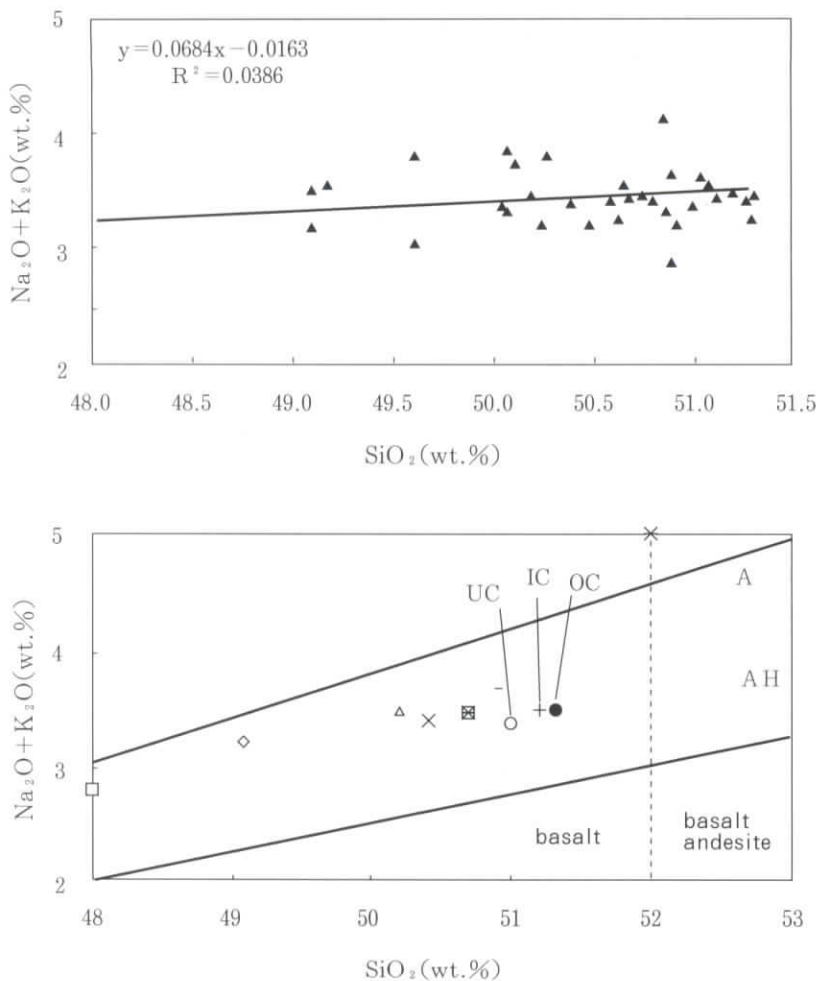 5
y=0.0684x−0.0163
R²=0.0386
4
3
2
Na₂O+K₂O(wt.%)
48.0 48.5 49.0 49.5 50.0 50.5 51.0 51.5
SiO₂(wt.%)
5
4
3
2
Na₂O+K₂O(wt.%)
UC IC OC
A
AH
basalt
basalt
andesite
48 49 50 51 52 53
SiO₂(wt.%)